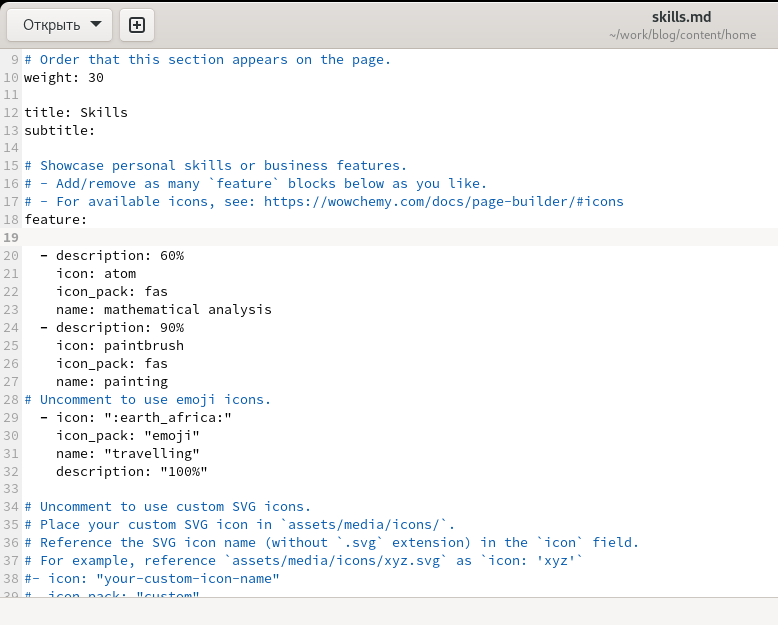 Открыть
skills.md
~/work/blog/content/home
9 # Order that this section appears on the page.
10 weight: 30
11
12 title: Skills
13 subtitle:
14
15 # Showcase personal skills or business features.
16 # - Add/remove as many `feature` blocks below as you like.
17 # - For available icons, see: https://wowchemy.com/docs/page-builder/#icons
18 feature:
19
20   - description: 60%
21     icon: atom
22     icon_pack: fas
23     name: mathematical analysis
24   - description: 90%
25     icon: paintbrush
26     icon_pack: fas
27     name: painting
28 # Uncomment to use emoji icons.
29   - icon: ":earth_africa:"
30     icon_pack: "emoji"
31     name: "travelling"
32     description: "100%"
33
34 # Uncomment to use custom SVG icons.
35 # Place your custom SVG icon in `assets/media/icons/`.
36 # Reference the SVG icon name (without `.svg` extension) in the `icon` field.
37 # For example, reference `assets/media/icons/xyz.svg` as `icon: 'xyz'`
38 #- icon: "your-custom-icon-name"
39 #  icon_pack: "custom"